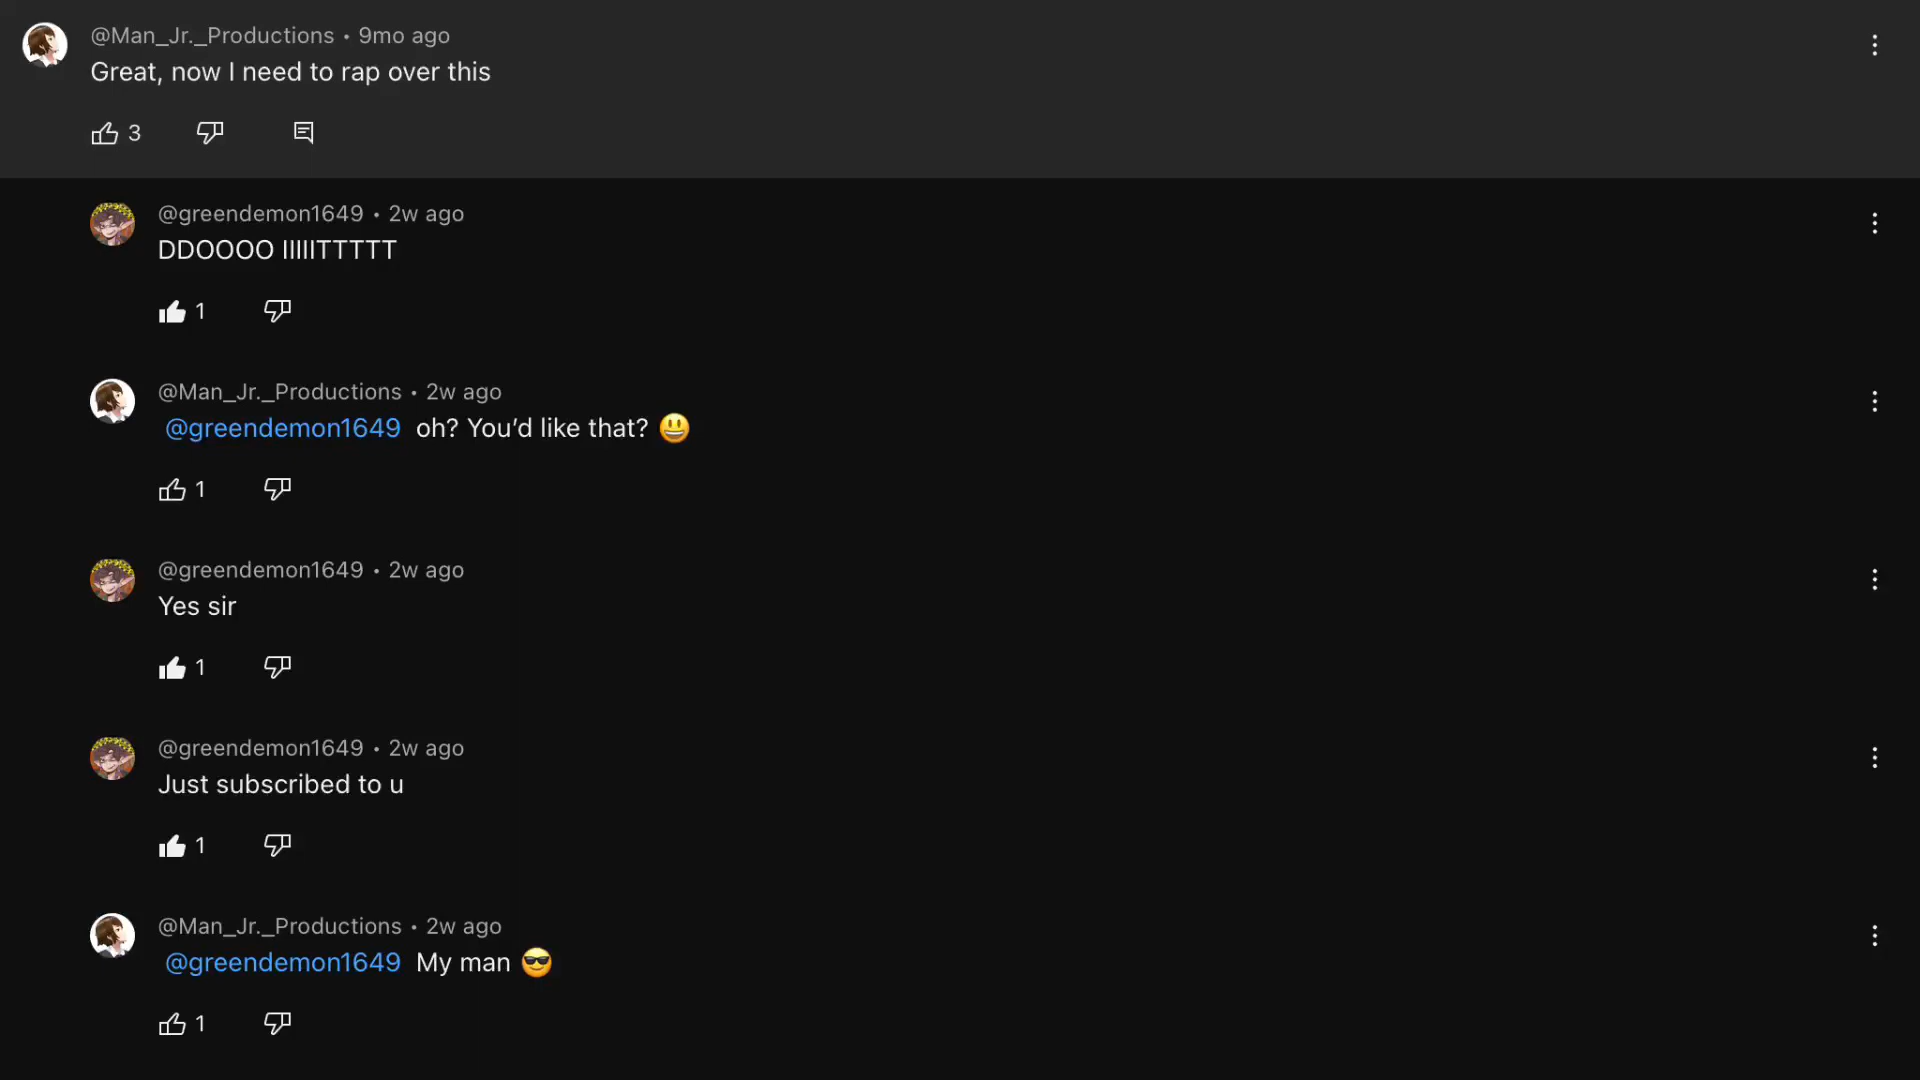 @Man_Jr._Productions • 9mo ago
Great, now I need to rap over this
3
@greendemon1649 • 2w ago
DDOOOO IIIIITTTTT
1
@Man_Jr._Productions • 2w ago
@greendemon1649 oh? You’d like that? 😃
1
@greendemon1649 • 2w ago
Yes sir
1
@greendemon1649 • 2w ago
Just subscribed to u
1
@Man_Jr._Productions • 2w ago
@greendemon1649 My man 😎
1